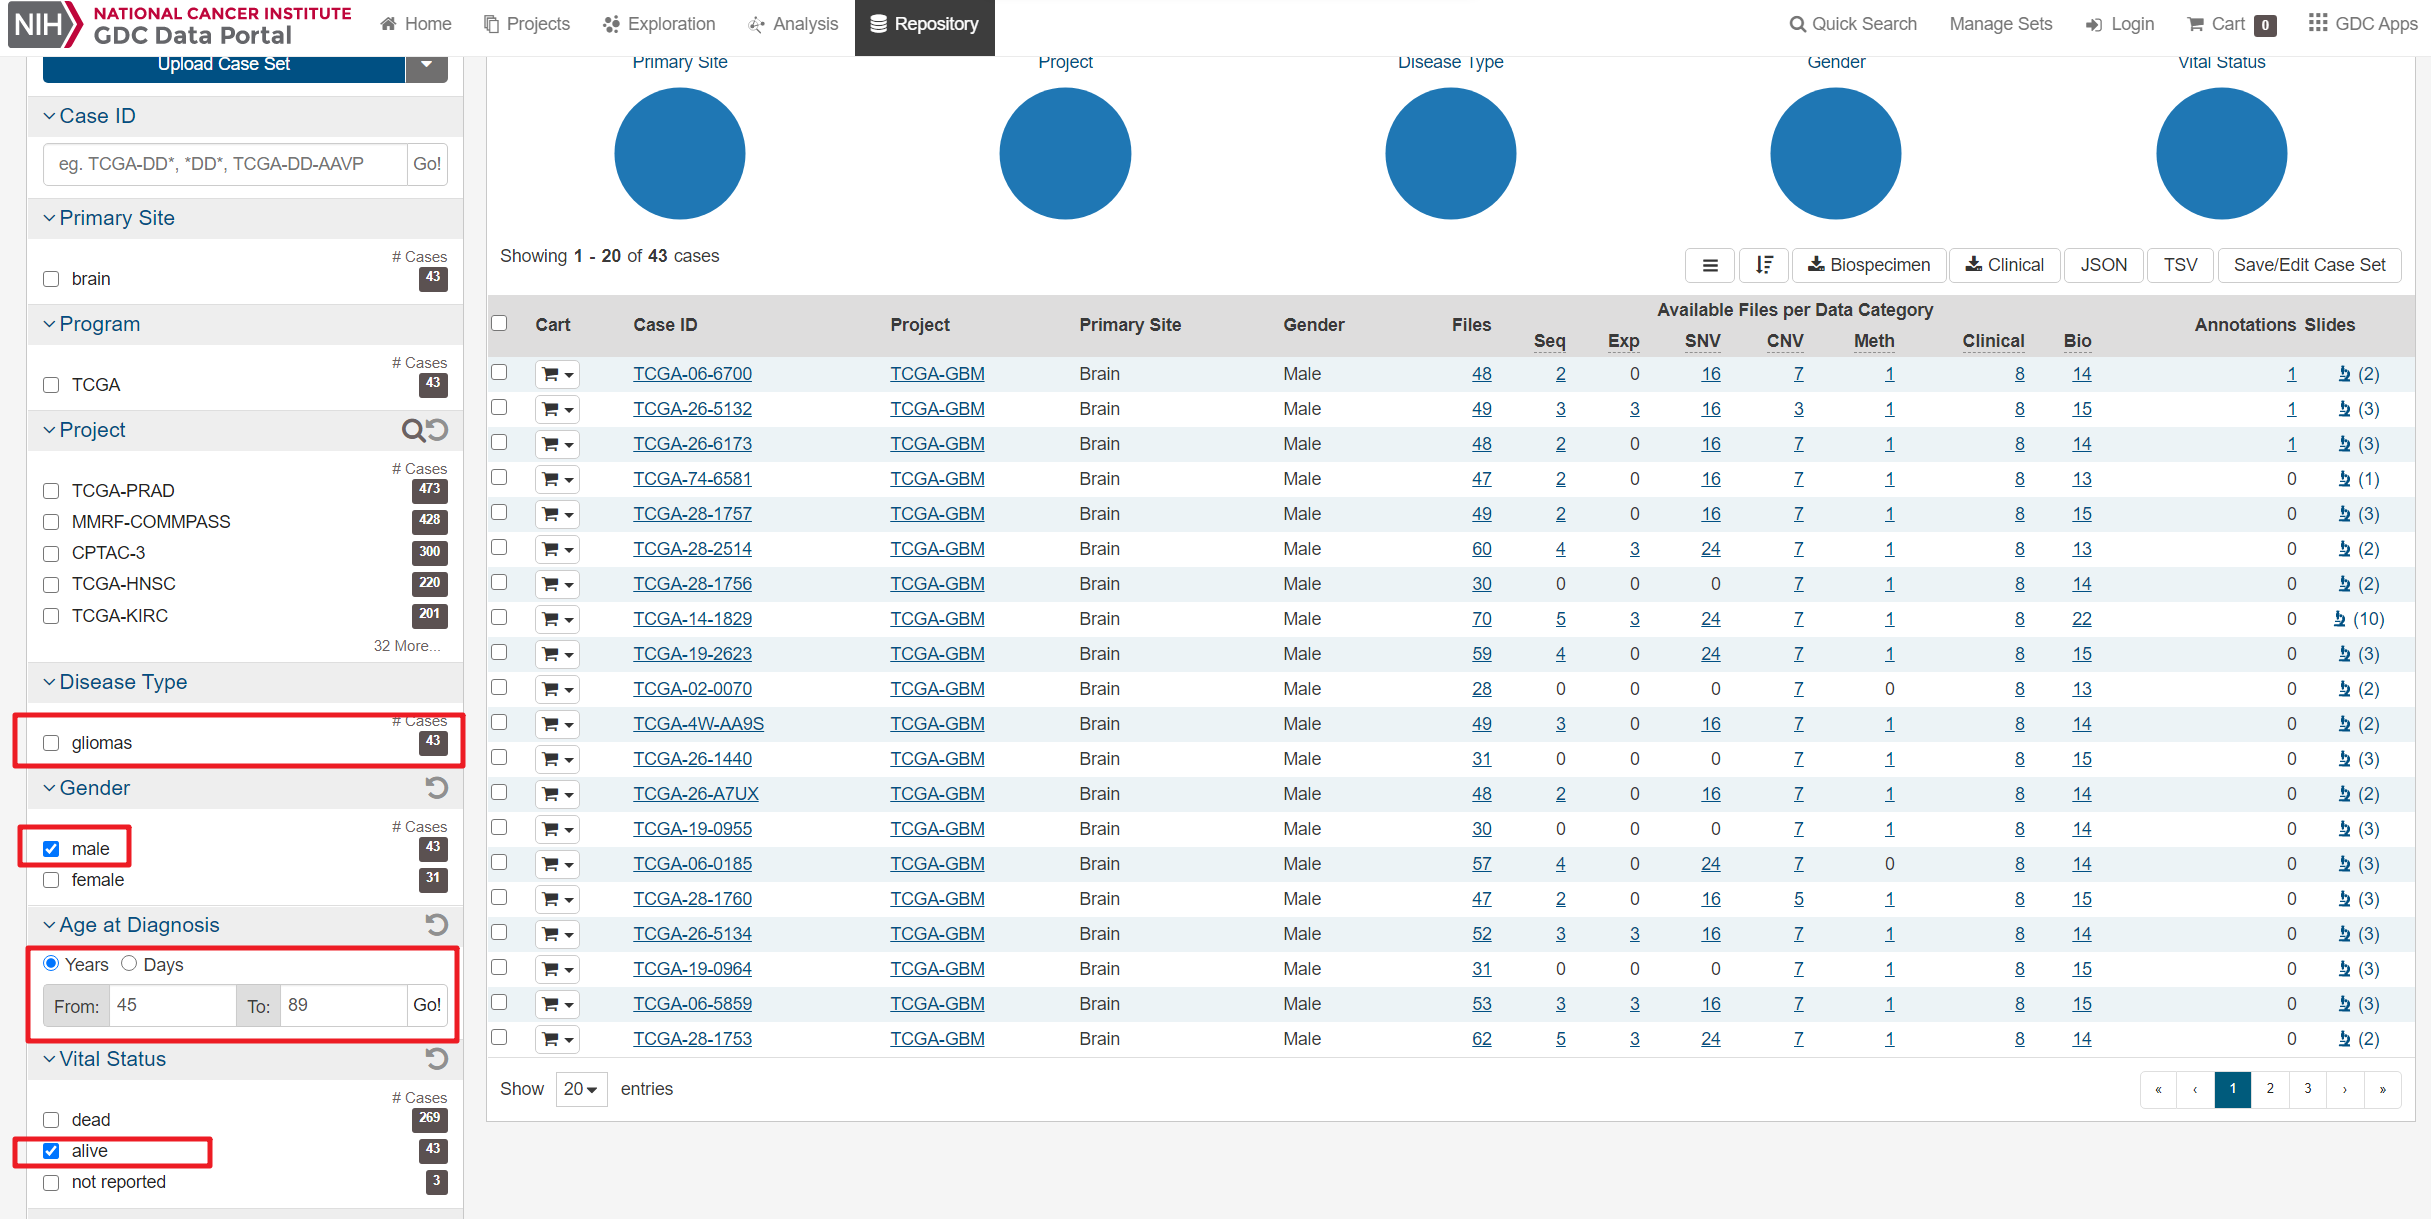 NIH NATIONAL CANCER INSTITUTE
GDC Data Portal
Home Projects Exploration Analysis Repository Quick Search Manage Sets Login Cart 0 GDC Apps
Upload Case Set
Case ID
eg. TCGA-DD*, *DD*, TCGA-DD-AAVP Go!
Primary Site
# Cases
brain 43
Program
# Cases
TCGA 43
Project
# Cases
TCGA-PRAD 473
MMRF-COMMPASS 428
CPTAC-3 300
TCGA-HNSC 220
TCGA-KIRC 201
32 More...
Disease Type
# Cases
gliomas 43
Gender
# Cases
male 43
female 31
Age at Diagnosis
Years Days
From: 45 To: 89 Go!
Vital Status
# Cases
dead 269
alive 43
not reported 3
Primary Site Project Disease Type Gender Vital Status
Showing 1 - 20 of 43 cases
Biospecimen Clinical JSON TSV Save/Edit Case Set
Available Files per Data Category
Cart Case ID Project Primary Site Gender Files Seq Exp SNV CNV Meth Clinical Bio Annotations Slides
TCGA-06-6700 TCGA-GBM Brain Male 48 2 0 16 7 1 8 14 1 (2)
TCGA-26-5132 TCGA-GBM Brain Male 49 3 3 16 3 1 8 15 1 (3)
TCGA-26-6173 TCGA-GBM Brain Male 48 2 0 16 7 1 8 14 1 (3)
TCGA-74-6581 TCGA-GBM Brain Male 47 2 0 16 7 1 8 13 0 (1)
TCGA-28-1757 TCGA-GBM Brain Male 49 2 0 16 7 1 8 15 0 (3)
TCGA-28-2514 TCGA-GBM Brain Male 60 4 3 24 7 1 8 13 0 (2)
TCGA-28-1756 TCGA-GBM Brain Male 30 0 0 0 7 1 8 14 0 (2)
TCGA-14-1829 TCGA-GBM Brain Male 70 5 3 24 7 1 8 22 0 (10)
TCGA-19-2623 TCGA-GBM Brain Male 59 4 0 24 7 1 8 15 0 (3)
TCGA-02-0070 TCGA-GBM Brain Male 28 0 0 0 7 0 8 13 0 (2)
TCGA-4W-AA9S TCGA-GBM Brain Male 49 3 0 16 7 1 8 14 0 (2)
TCGA-26-1440 TCGA-GBM Brain Male 31 0 0 0 7 1 8 15 0 (3)
TCGA-26-A7UX TCGA-GBM Brain Male 48 2 0 16 7 1 8 14 0 (2)
TCGA-19-0955 TCGA-GBM Brain Male 30 0 0 0 7 1 8 14 0 (3)
TCGA-06-0185 TCGA-GBM Brain Male 57 4 0 24 7 0 8 14 0 (3)
TCGA-28-1760 TCGA-GBM Brain Male 47 2 0 16 5 1 8 15 0 (3)
TCGA-26-5134 TCGA-GBM Brain Male 52 3 3 16 7 1 8 14 0 (3)
TCGA-19-0964 TCGA-GBM Brain Male 31 0 0 0 7 1 8 15 0 (3)
TCGA-06-5859 TCGA-GBM Brain Male 53 3 3 16 7 1 8 15 0 (3)
TCGA-28-1753 TCGA-GBM Brain Male 62 5 3 24 7 1 8 14 0 (2)
Show 20 entries
« ‹ 1 2 3 › »